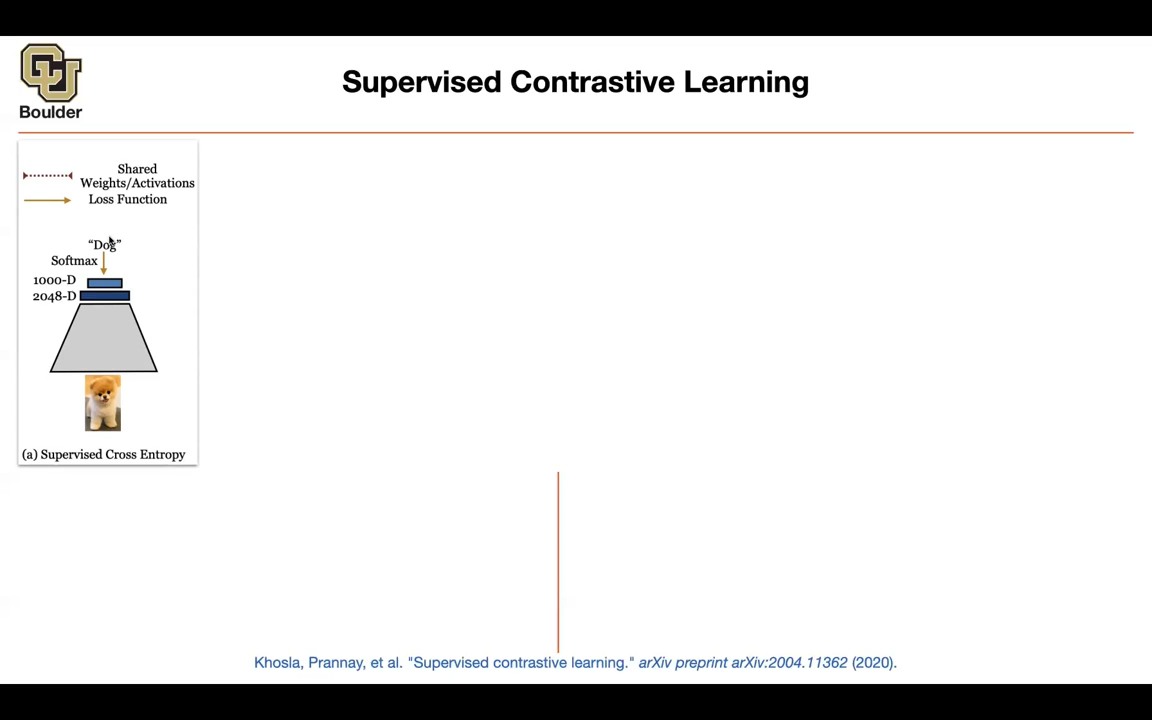 CU
Boulder
Supervised Contrastive Learning
Shared
Weights/Activations
Loss Function
“Dog”
Softmax
1000-D
2048-D
(a) Supervised Cross Entropy
Khosla, Prannay, et al. "Supervised contrastive learning." arXiv preprint arXiv:2004.11362 (2020).